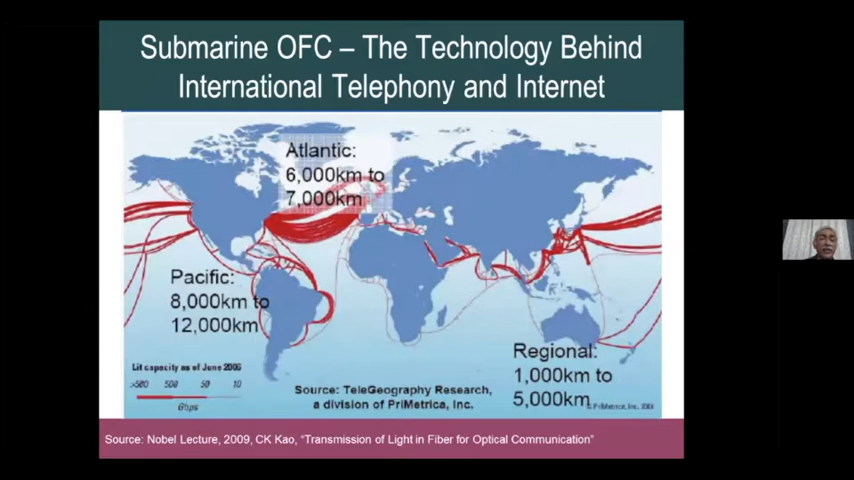 Submarine OFC – The Technology Behind
International Telephony and Internet
Atlantic:
6,000km to
7,000km
Pacific:
8,000km to
12,000km
Regional:
1,000km to
5,000km
Lit capacity as of June 2006
>500 500 50 10
Gbps
Source: TeleGeography Research,
a division of PriMetrica, Inc.
© PriMetrica, Inc.
Source: Nobel Lecture, 2009, CK Kao, “Transmission of Light in Fiber for Optical Communication”